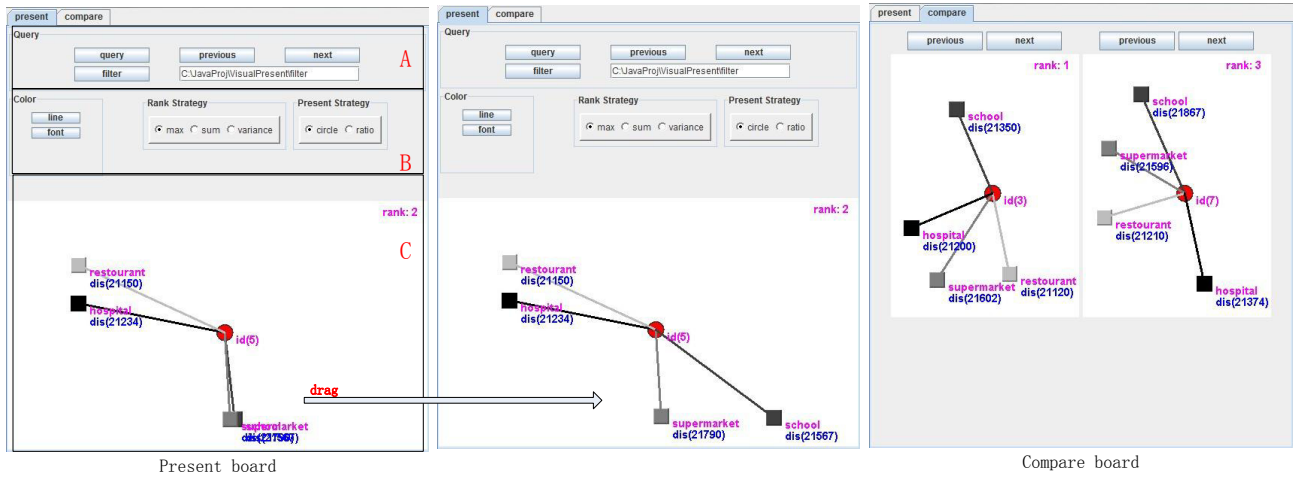 present compare
Query
query previous next
A
filter C:\JavaProj\VisualPresent\filter
Color
Rank Strategy Present Strategy
line
font
max sum variance circle ratio
B
rank: 2
C
restourant
dis(21150)
hospital
dis(21234)
id(5)
drag
Present board
present compare
Query
query previous next
filter C:\JavaProj\VisualPresent\filter
Color
Rank Strategy Present Strategy
line
font
max sum variance circle ratio
rank: 2
restourant
dis(21150)
hospital
dis(21234)
id(5)
supermarket
dis(21790)
school
dis(21567)
present compare
previous next previous next
rank: 1
school
dis(21350)
id(3)
hospital
dis(21200)
supermarket
dis(21602)
restourant
dis(21120)
rank: 3
school
dis(21867)
supermarket
dis(21596)
id(7)
restourant
dis(21210)
hospital
dis(21374)
Compare board